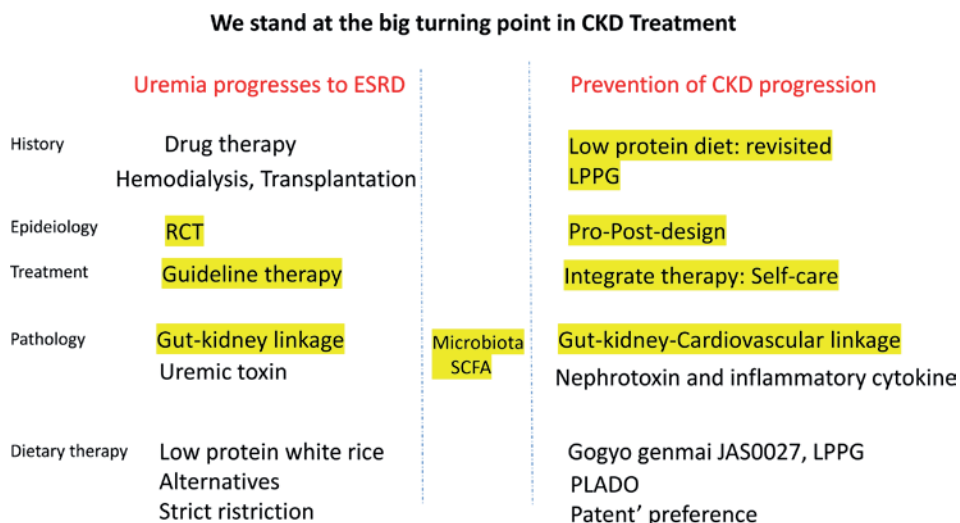 We stand at the big turning point in CKD Treatment
Uremia progresses to ESRD
Prevention of CKD progression
History
Drug therapy
Low protein diet: revisited
Hemodialysis, Transplantation
LPPG
Epideiology
RCT
Pro-Post-design
Treatment
Guideline therapy
Integrate therapy: Self-care
Pathology
Gut-kidney linkage
Microbiota
Gut-kidney-Cardiovascular linkage
Uremic toxin
SCFA
Nephrotoxin and inflammatory cytokine
Dietary therapy
Low protein white rice
Gogyo genmai JAS0027, LPPG
Alternatives
PLADO
Strict ristriction
Patent' preference